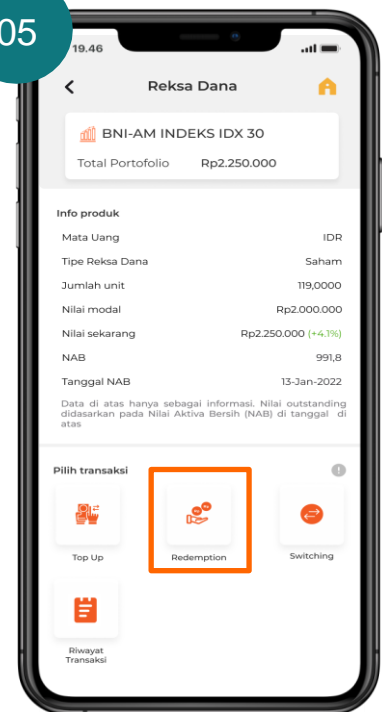 05
19.46
Reksa Dana
BNI-AM INDEKS IDX 30
Total Portofolio Rp2.250.000
Info produk
Mata Uang IDR
Tipe Reksa Dana Saham
Jumlah unit 119,0000
Nilai modal Rp2.000.000
Nilai sekarang Rp2.250.000 (+4.1%)
NAB 991,8
Tanggal NAB 13-Jan-2022
Data di atas hanya sebagai informasi. Nilai outstanding
didasarkan pada Nilai Aktiva Bersih (NAB) di tanggal di
atas
Pilih transaksi
Top Up
Redemption
Switching
Riwayat
Transaksi